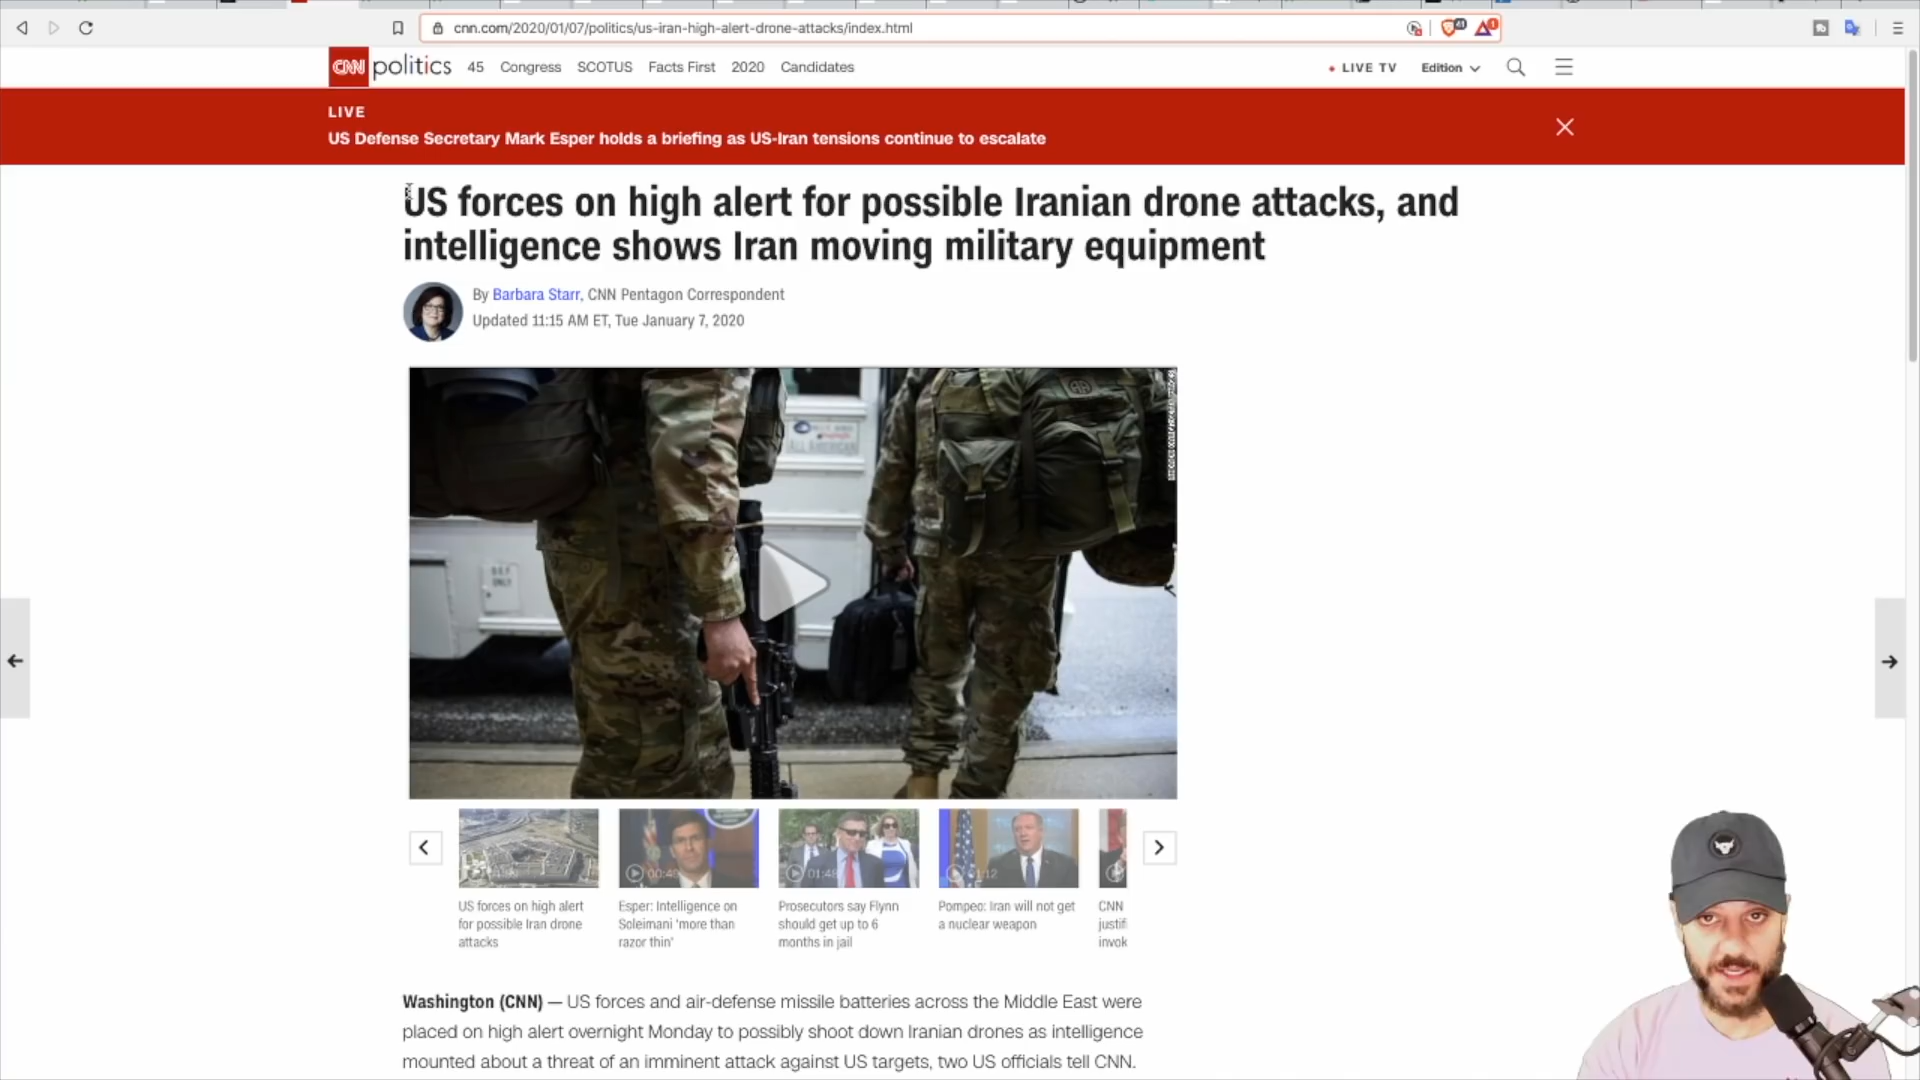 cnn.com/2020/01/07/politics/us-iran-high-alert-drone-attacks/index.html
CNN politics 45 Congress SCOTUS Facts First 2020 Candidates
LIVE TV Edition
LIVE
US Defense Secretary Mark Esper holds a briefing as US-Iran tensions continue to escalate
US forces on high alert for possible Iranian drone attacks, and
intelligence shows Iran moving military equipment
By Barbara Starr, CNN Pentagon Correspondent
Updated 11:15 AM ET, Tue January 7, 2020
ALL AMERICAN
ONLY
US forces on high alert
for possible Iran drone
attacks
Esper: Intelligence on
Soleimani 'more than
razor thin'
Prosecutors say Flynn
should get up to 6
months in jail
Pompeo: Iran will not get
a nuclear weapon
CNN
justif
invok
Washington (CNN) — US forces and air-defense missile batteries across the Middle East were
placed on high alert overnight Monday to possibly shoot down Iranian drones as intelligence
mounted about a threat of an imminent attack against US targets, two US officials tell CNN.